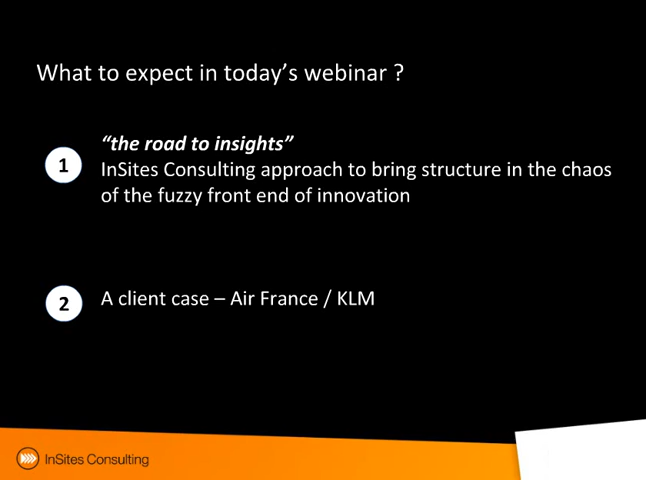 What to expect in today’s webinar ?
“the road to insights”
1
InSites Consulting approach to bring structure in the chaos
of the fuzzy front end of innovation
2
A client case – Air France / KLM
InSites Consulting